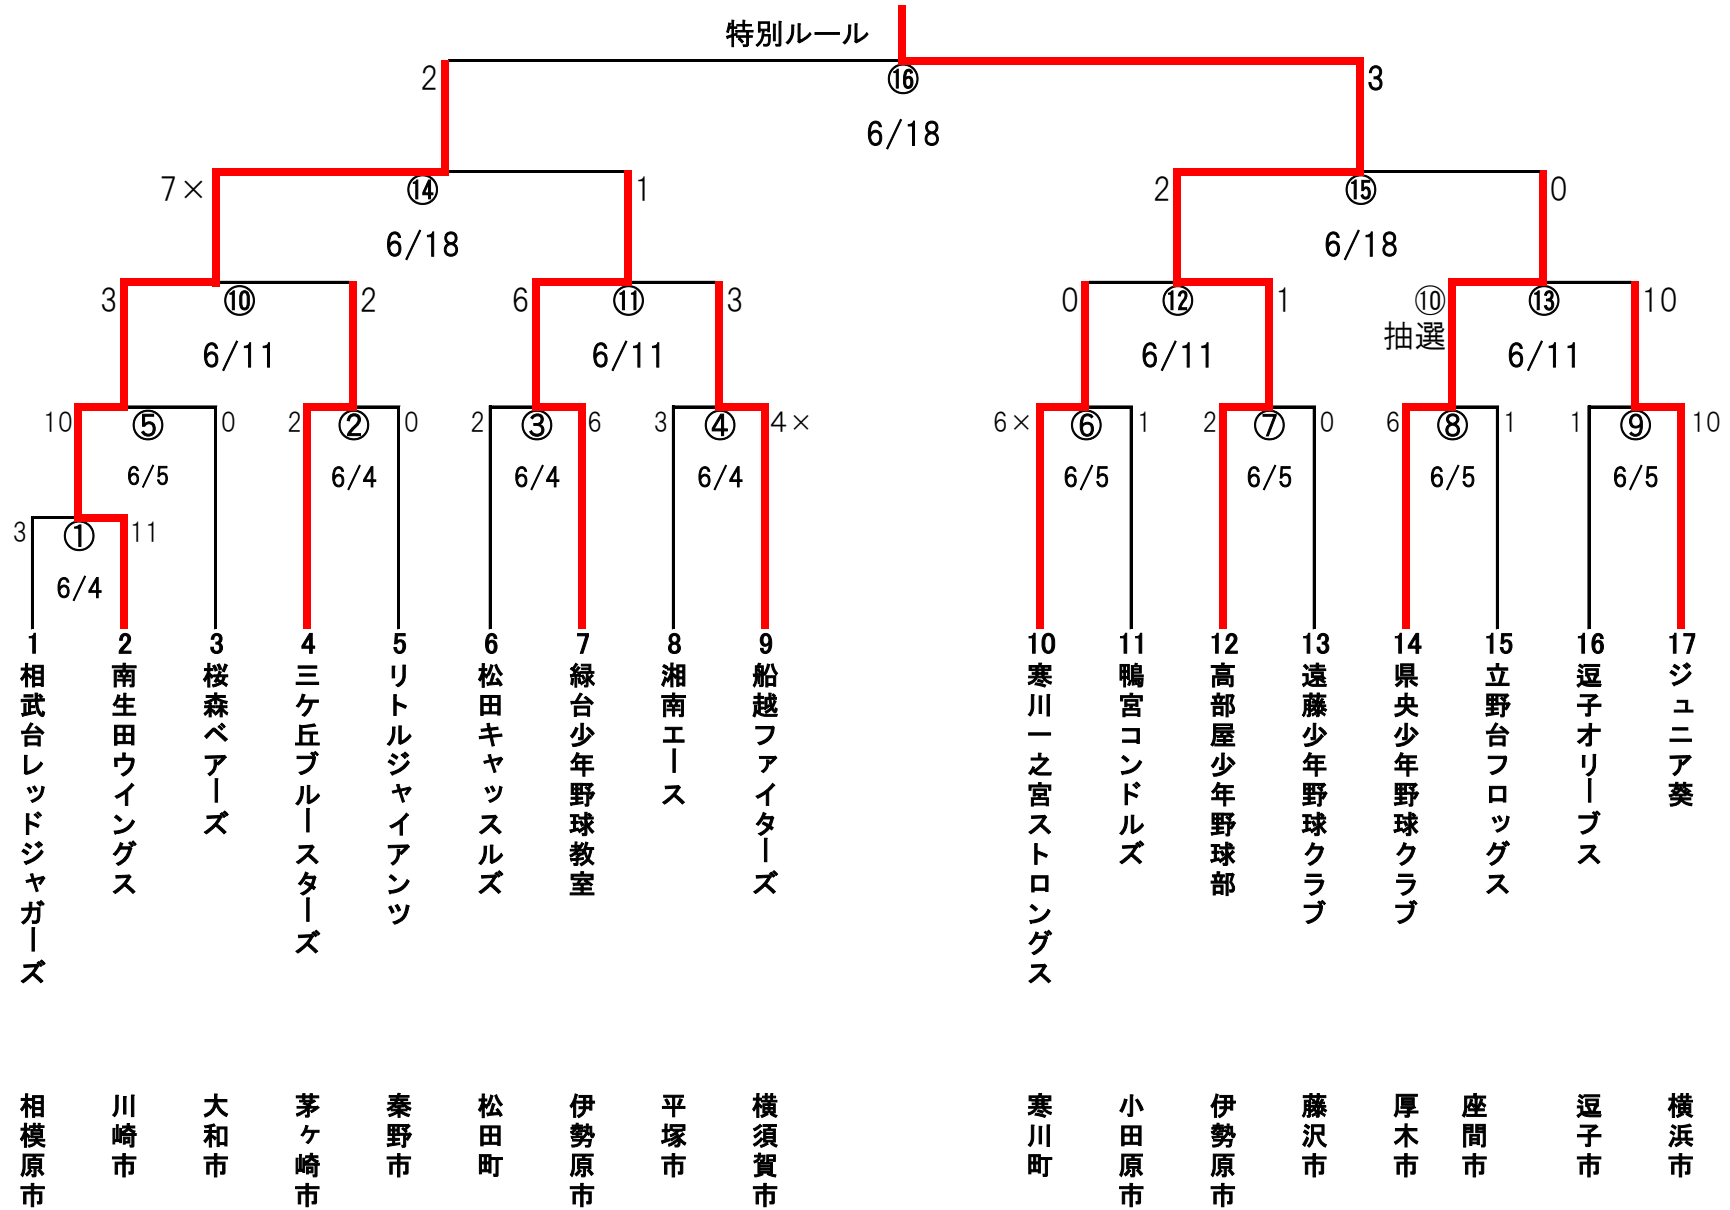 特別ルール
2 ⑯ 3
6/18
7× ⑭ 1 2 ⑮ 0
6/18 6/18
3 ⑩ 2 6 ⑪ 3 0 ⑫ 1 ⑩ ⑬ 10
抽選
6/11 6/11 6/11 6/11
10 ⑤ 0 2 ② 0 2 ③ 6 3 ④ 4× 6× ⑥ 1 2 ⑦ 0 6 ⑧ 1 1 ⑨ 10
6/5 6/4 6/4 6/4 6/5 6/5 6/5 6/5
3 ① 11
6/4
1 2 3 4 5 6 7 8 9 10 11 12 13 14 15 16 17
相武台レッドジャガーズ
南生田ウイングス
桜森ベアーズ
三ケ丘ブルースターズ
リトルジャイアンツ
松田キャッスルズ
緑台少年野球教室
湘南エース
船越ファイターズ
寒川一之宮ストロングス
鴨宮コンドルズ
高部屋少年野球部
遠藤少年野球クラブ
県央少年野球クラブ
立野台フロッグス
逗子オリーブス
ジュニア葵
相模原市
川崎市
大和市
茅ヶ崎市
秦野市
松田町
伊勢原市
平塚市
横須賀市
寒川町
小田原市
伊勢原市
藤沢市
厚木市
座間市
逗子市
横浜市